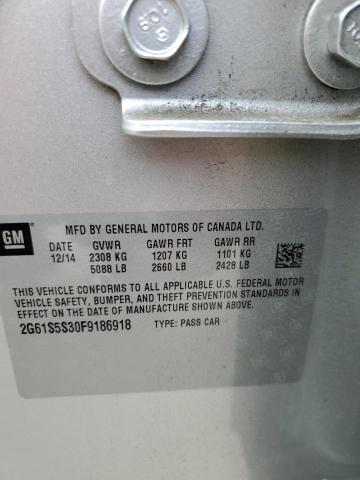 GM
MFD BY GENERAL MOTORS OF CANADA LTD.
DATE GVWR GAWR FRT GAWR RR
12/14 2308 KG 1207 KG 1101 KG
5088 LB 2660 LB 2428 LB
THIS VEHICLE CONFORMS TO ALL APPLICABLE U.S. FEDERAL MOTOR
VEHICLE SAFETY, BUMPER, AND THEFT PREVENTION STANDARDS IN
EFFECT ON THE DATE OF MANUFACTURE SHOWN ABOVE.
2G61S5S30F9186918 TYPE: PASS CAR